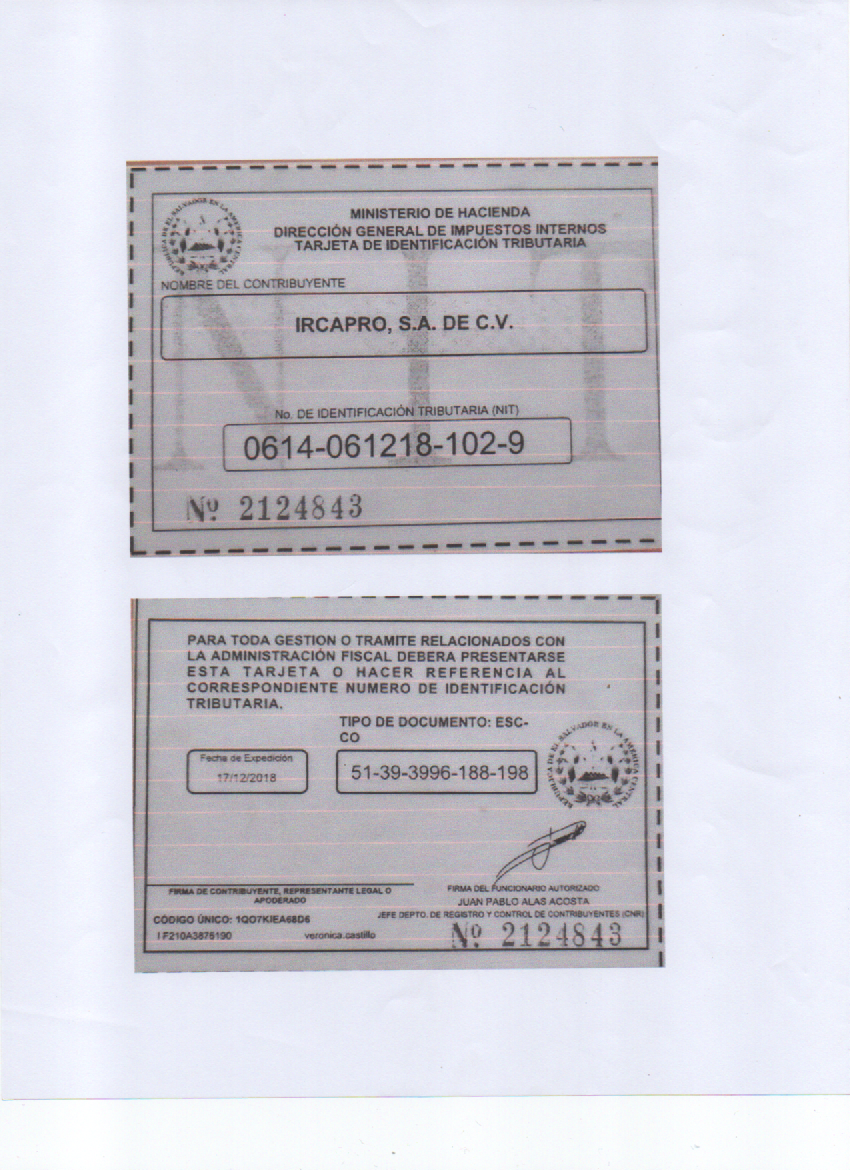 REPUBLICA DE EL SALVADOR EN LA AMERICA CENTRAL
MINISTERIO DE HACIENDA
DIRECCIÓN GENERAL DE IMPUESTOS INTERNOS
TARJETA DE IDENTIFICACIÓN TRIBUTARIA
NOMBRE DEL CONTRIBUYENTE
NIT
IRCAPRO, S.A. DE C.V.
No. DE IDENTIFICACIÓN TRIBUTARIA (NIT)
0614-061218-102-9
Nº 2124843
PARA TODA GESTION O TRAMITE RELACIONADOS CON
LA ADMINISTRACIÓN FISCAL DEBERA PRESENTARSE
ESTA TARJETA O HACER REFERENCIA AL
CORRESPONDIENTE NUMERO DE IDENTIFICACIÓN
TRIBUTARIA.
TIPO DE DOCUMENTO: ESC-
CO
Fecha de Expedición
17/12/2018
51-39-3996-188-198
REPUBLICA DE EL SALVADOR EN LA AMERICA CENTRAL
FIRMA DE CONTRIBUYENTE, REPRESENTANTE LEGAL O
APODERADO
FIRMA DEL FUNCIONARIO AUTORIZADO
JUAN PABLO ALAS ACOSTA
JEFE DEPTO. DE REGISTRO Y CONTROL DE CONTRIBUYENTES (CNR)
CÓDIGO ÚNICO: 1QO7KIEA68D6
I F210A3876190 veronica.castillo
Nº 2124843